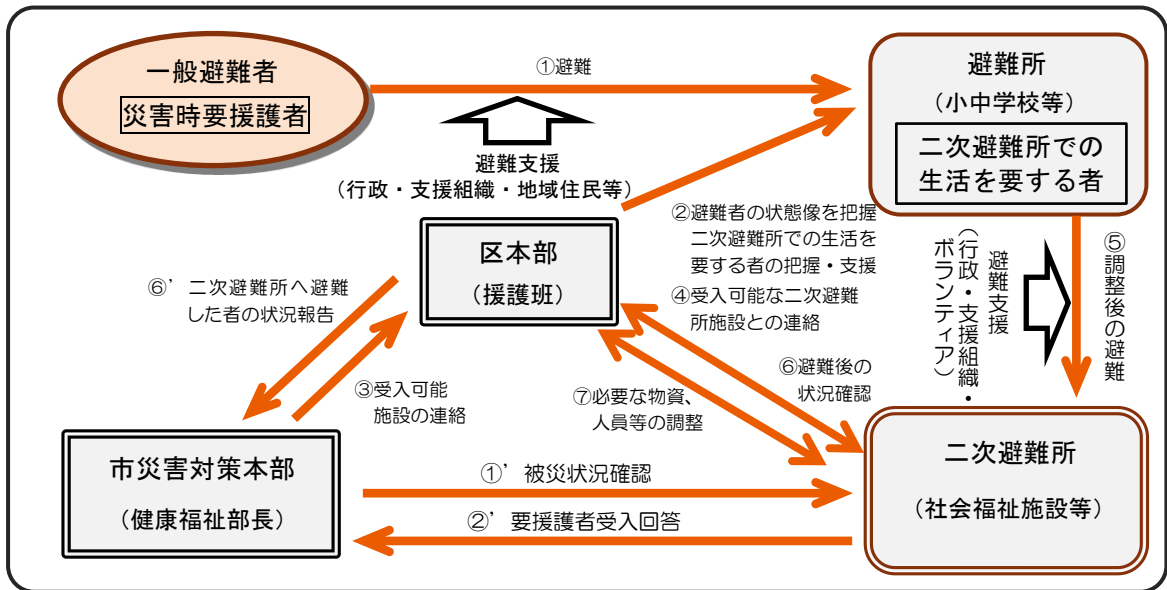 一般避難者
災害時要援護者
①避難
避難所
（小中学校等）
二次避難所での
生活を要する者
避難支援
（行政・支援組織・地域住民等）
区本部
（援護班）
②避難者の状態像を把握
二次避難所での生活を
要する者の把握・支援
④受入可能な二次避難
所施設との連絡
避難支援
（行政・支援組織・
ボランティア）
⑤調整後の避難
⑥’二次避難所へ避難
した者の状況報告
③受入可能
施設の連絡
⑥避難後の
状況確認
⑦必要な物資、
人員等の調整
市災害対策本部
（健康福祉部長）
①’被災状況確認
②’要援護者受入回答
二次避難所
（社会福祉施設等）